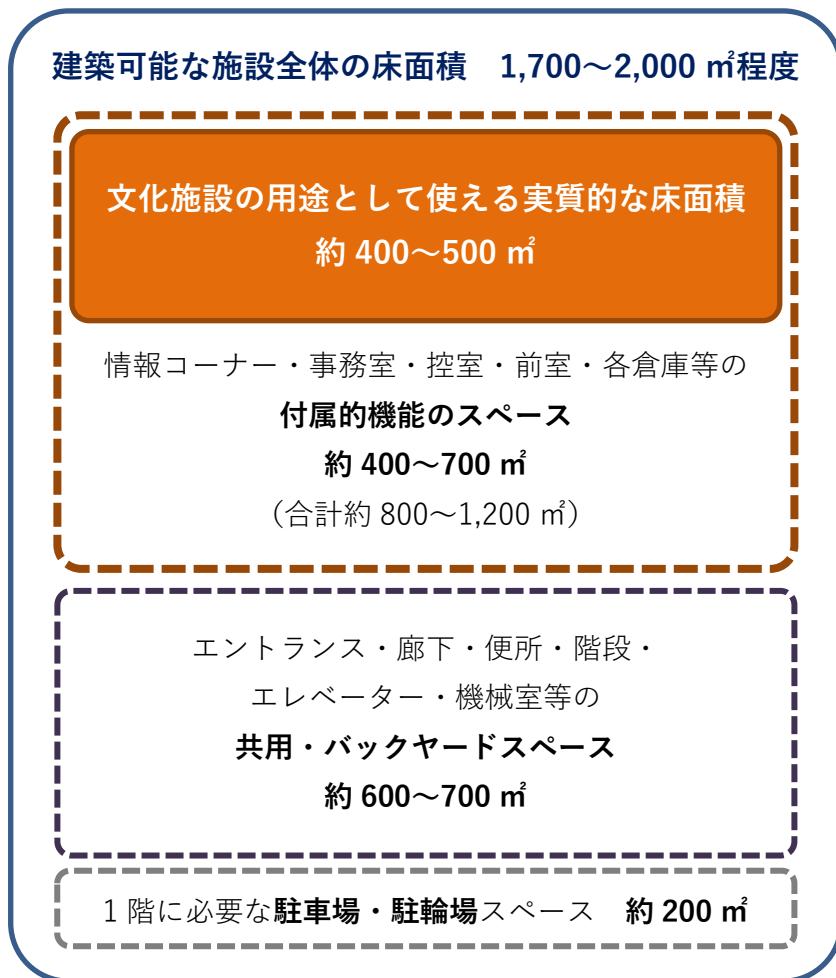 建築可能な施設全体の床面積　1,700～2,000 ㎡程度
文化施設の用途として使える実質的な床面積
約 400～500 ㎡
情報コーナー・事務室・控室・前室・各倉庫等の
付属的機能のスペース
約 400～700 ㎡
（合計約 800～1,200 ㎡）
エントランス・廊下・便所・階段・
エレベーター・機械室等の
共用・バックヤードスペース
約 600～700 ㎡
1 階に必要な駐車場・駐輪場スペース　約 200 ㎡